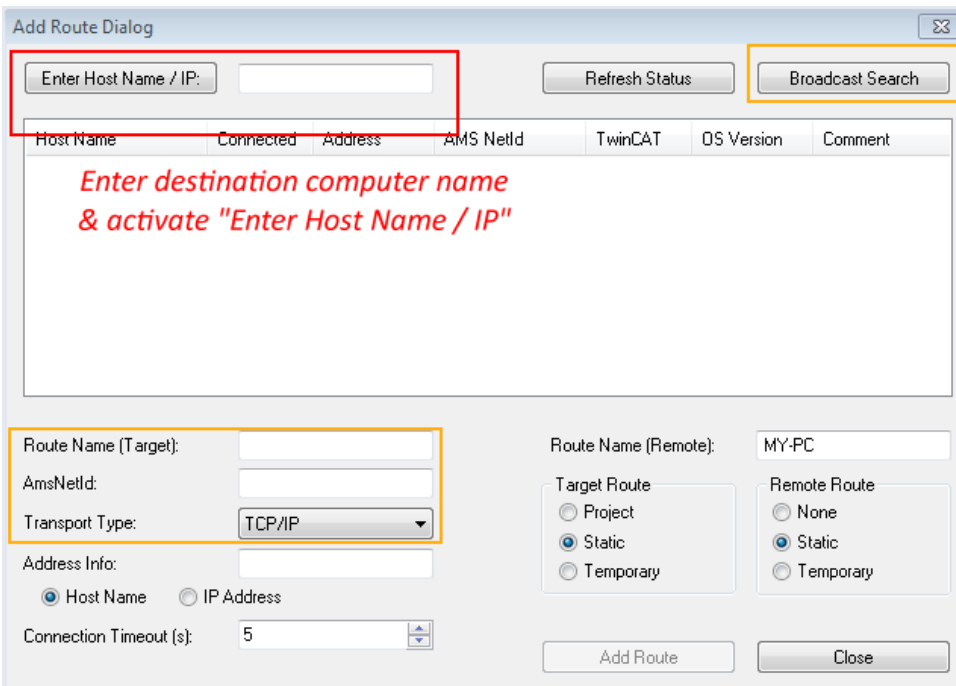 Add Route Dialog
Enter Host Name / IP:
Refresh Status
Broadcast Search
Host Name Connected Address AMS NetId TwinCAT OS Version Comment
Enter destination computer name
& activate "Enter Host Name / IP"
Route Name (Target):
AmsNetId:
Transport Type: TCP/IP
Address Info:
Host Name IP Address
Connection Timeout (s): 5
Route Name (Remote): MY-PC
Target Route
Project
Static
Temporary
Remote Route
None
Static
Temporary
Add Route
Close